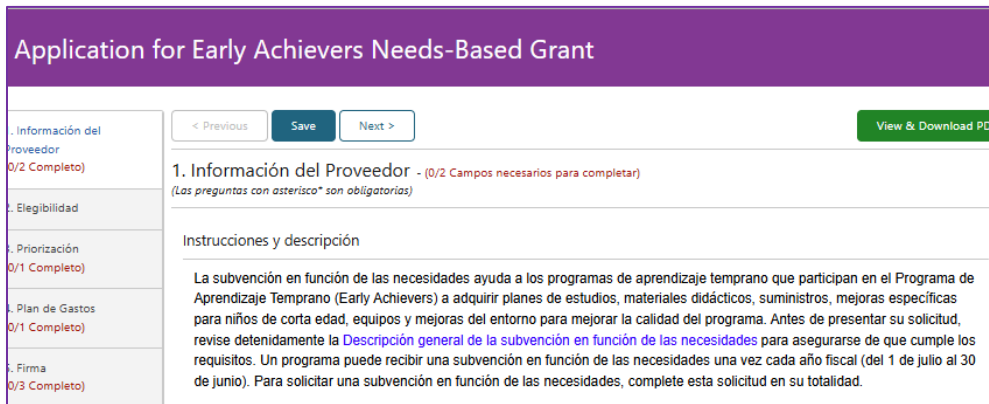 Application for Early Achievers Needs-Based Grant
. Información del
Proveedor
(0/2 Completo)
. Elegibilidad
. Priorización
0/1 Completo)
. Plan de Gastos
0/1 Completo)
. Firma
0/3 Completo)
< Previous
Save
Next >
View & Download PD
1. Información del Proveedor - (0/2 Campos necesarios para completar)
(Las preguntas con asterisco* son obligatorias)
Instrucciones y descripción
La subvención en función de las necesidades ayuda a los programas de aprendizaje temprano que participan en el Programa de
Aprendizaje Temprano (Early Achievers) a adquirir planes de estudios, materiales didácticos, suministros, mejoras específicas
para niños de corta edad, equipos y mejoras del entorno para mejorar la calidad del programa. Antes de presentar su solicitud,
revise detenidamente la Descripción general de la subvención en función de las necesidades para asegurarse de que cumple los
requisitos. Un programa puede recibir una subvención en función de las necesidades una vez cada año fiscal (del 1 de julio al 30
de junio). Para solicitar una subvención en función de las necesidades, complete esta solicitud en su totalidad.